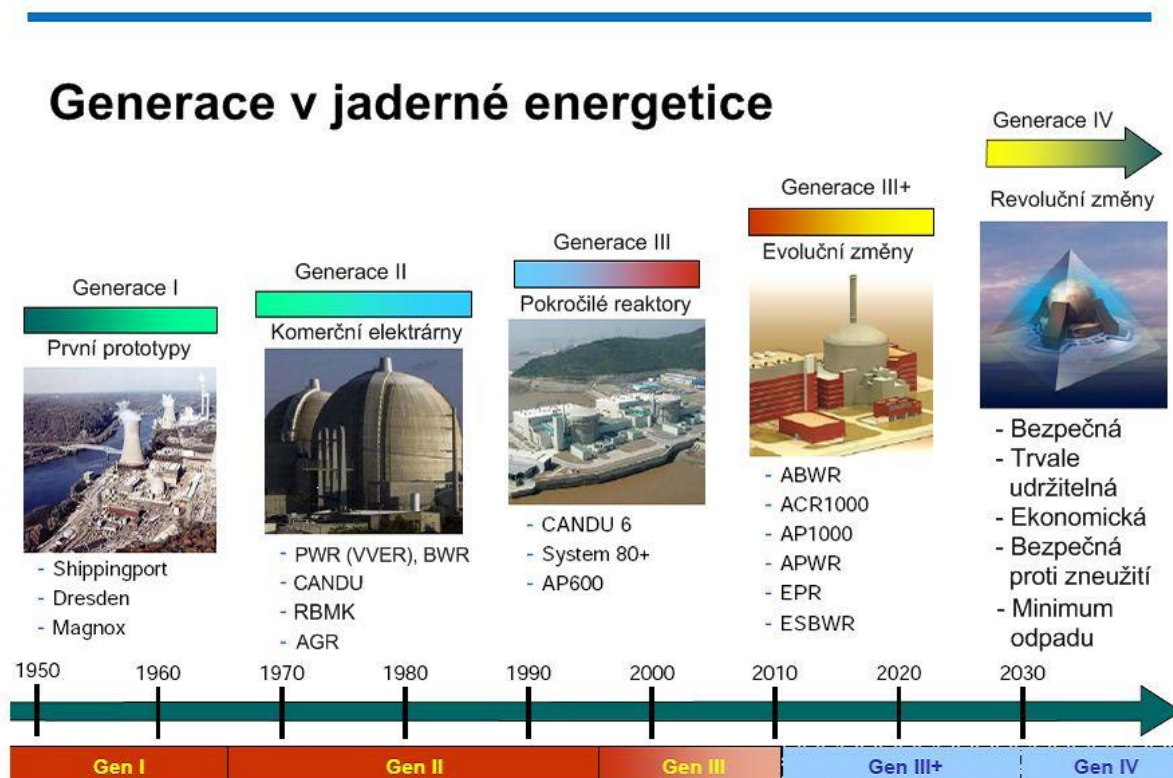 Generace v jaderné energetice
Generace I
První prototypy
- Shippingport
- Dresden
- Magnox
Generace II
Komerční elektrárny
- PWR (VVER), BWR
- CANDU
- RBMK
- AGR
Generace III
Pokročilé reaktory
- CANDU 6
- System 80+
- AP600
Generace III+
Evoluční změny
- ABWR
- ACR1000
- AP1000
- APWR
- EPR
- ESBWR
Generace IV
Revoluční změny
- Bezpečná
- Trvale
udržitelná
- Ekonomická
- Bezpečná
proti zneužití
- Minimum
odpadu
1950 1960 1970 1980 1990 2000 2010 2020 2030
Gen I Gen II Gen III Gen III+ Gen IV